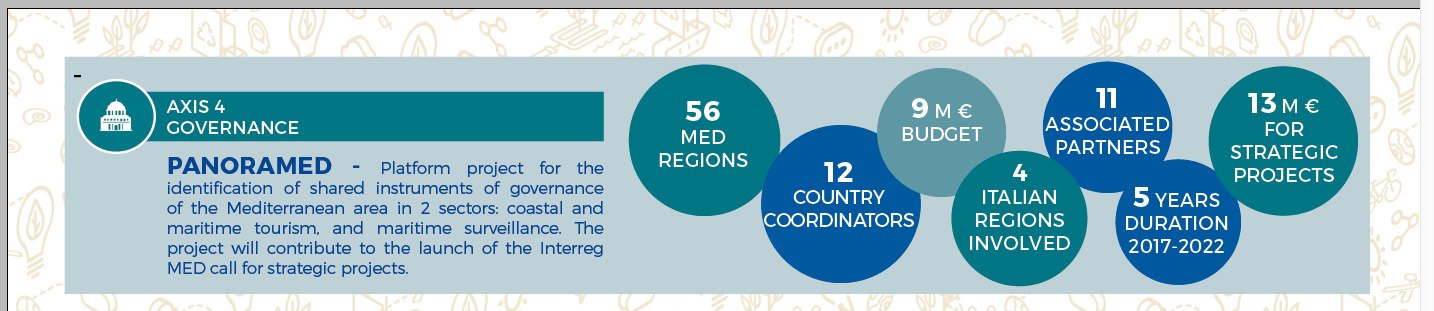 AXIS 4
GOVERNANCE
PANORAMED - Platform project for the
identification of shared instruments of governance
of the Mediterranean area in 2 sectors: coastal and
maritime tourism, and maritime surveillance. The
project will contribute to the launch of the Interreg
MED call for strategic projects.
56
MED
REGIONS
12
COUNTRY
COORDINATORS
9 M €
BUDGET
4
ITALIAN
REGIONS
INVOLVED
11
ASSOCIATED
PARTNERS
5 YEARS
DURATION
2017-2022
13 M €
FOR
STRATEGIC
PROJECTS